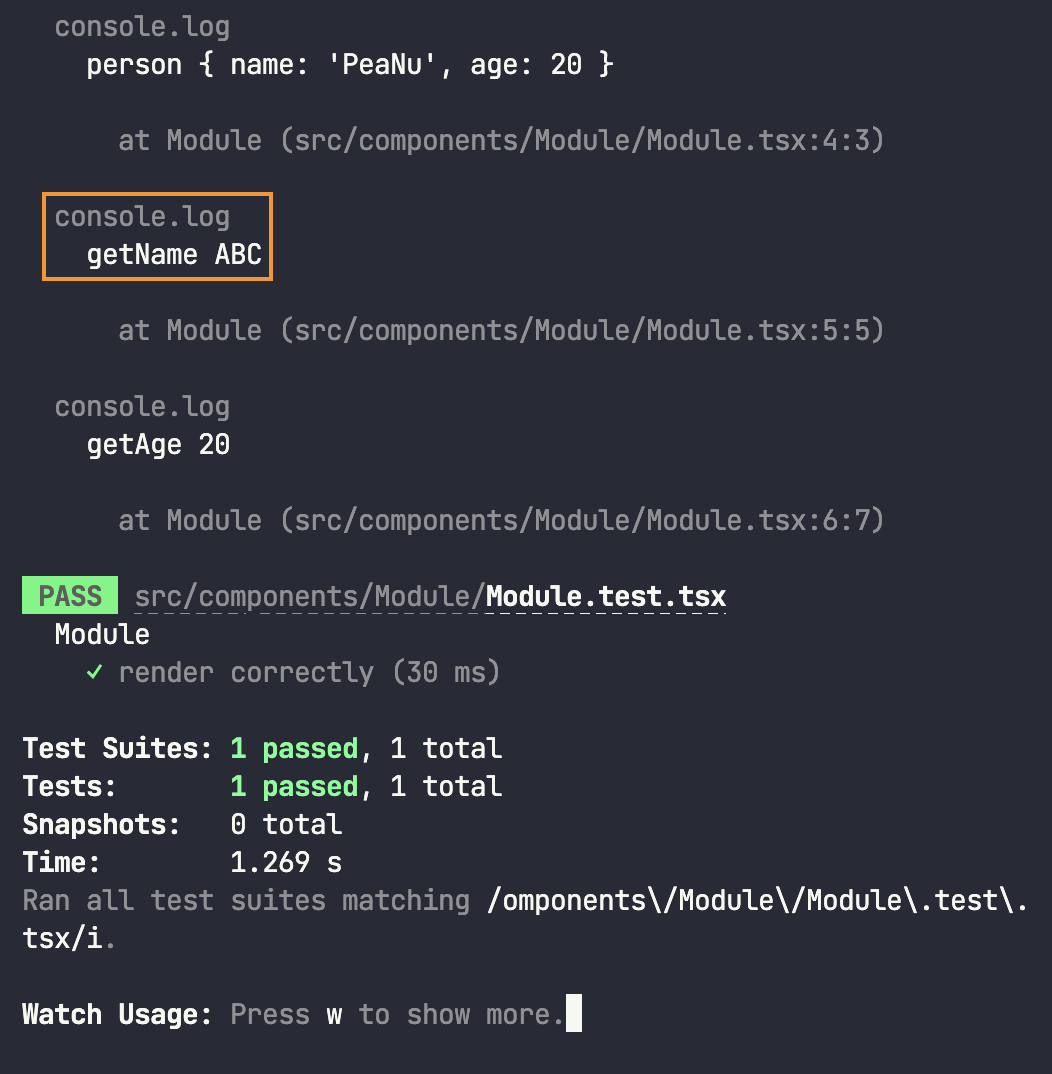 console.log
person { name: 'PeaNu', age: 20 }
at Module (src/components/Module/Module.tsx:4:3)
console.log
getName ABC
at Module (src/components/Module/Module.tsx:5:5)
console.log
getAge 20
at Module (src/components/Module/Module.tsx:6:7)
PASS src/components/Module/Module.test.tsx
Module
✓ render correctly (30 ms)
Test Suites: 1 passed, 1 total
Tests: 1 passed, 1 total
Snapshots: 0 total
Time: 1.269 s
Ran all test suites matching /omponents\/Module\/Module\.test\.
tsx/i.
Watch Usage: Press w to show more.